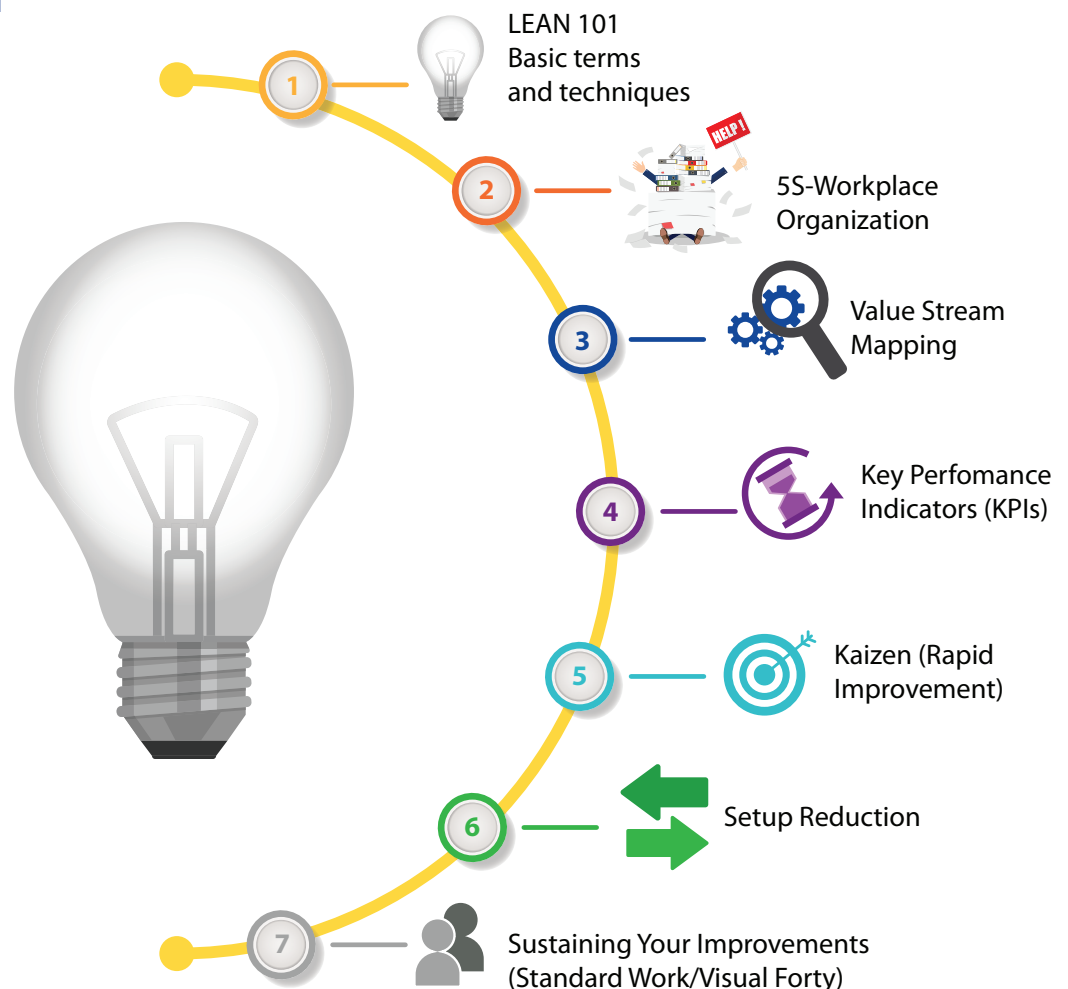 1
LEAN 101
Basic terms
and techniques
HELP !
2
5S-Workplace
Organization
3
Value Stream
Mapping
4
Key Perfomance
Indicators (KPIs)
5
Kaizen (Rapid
Improvement)
6
Setup Reduction
7
Sustaining Your Improvements
(Standard Work/Visual Forty)